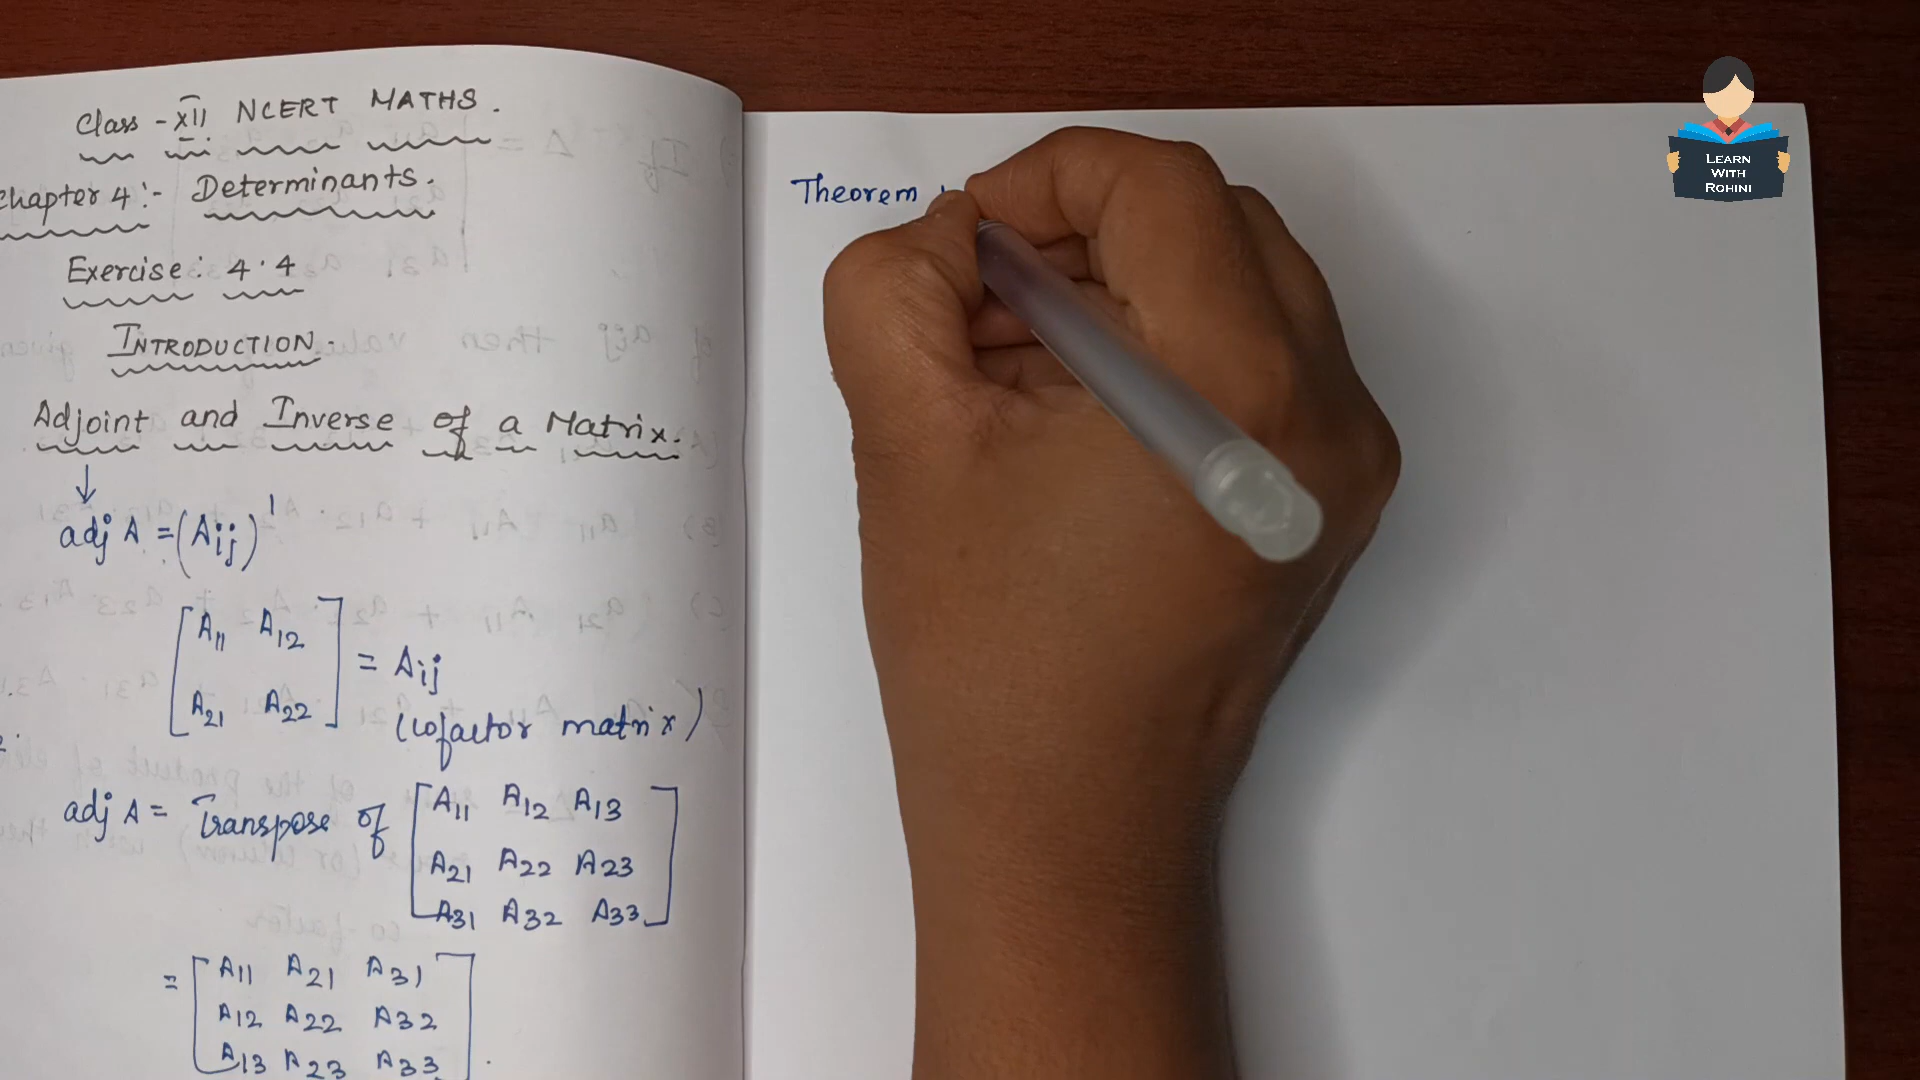 Class - XII NCERT MATHS.
Chapter 4 :- Determinants.
Exercise : 4.4
INTRODUCTION.
Adjoint and Inverse of a Matrix.
↓
adj A = (Aij)'
[ A11 A12
A21 A22 ] = Aij
(cofactor matrix)
adj A = Transpose of [ A11 A12 A13
A21 A22 A23
A31 A32 A33 ]
= [ A11 A21 A31
A12 A22 A32
A13 A23 A33 ].
Theorem
LEARN
WITH
ROHINI